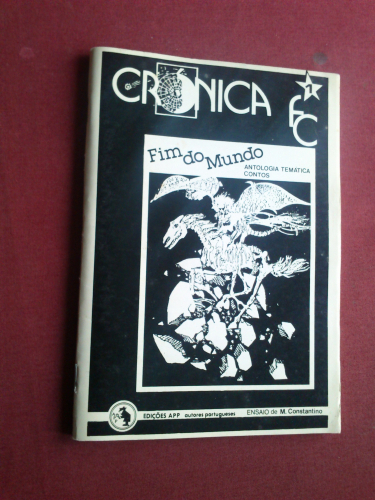 CRÓNICA
1
FC
Fim do Mundo
ANTOLOGIA TEMÁTICA
CONTOS
EDIÇÕES APP autores portugueses
ENSAIO de M. Constantino